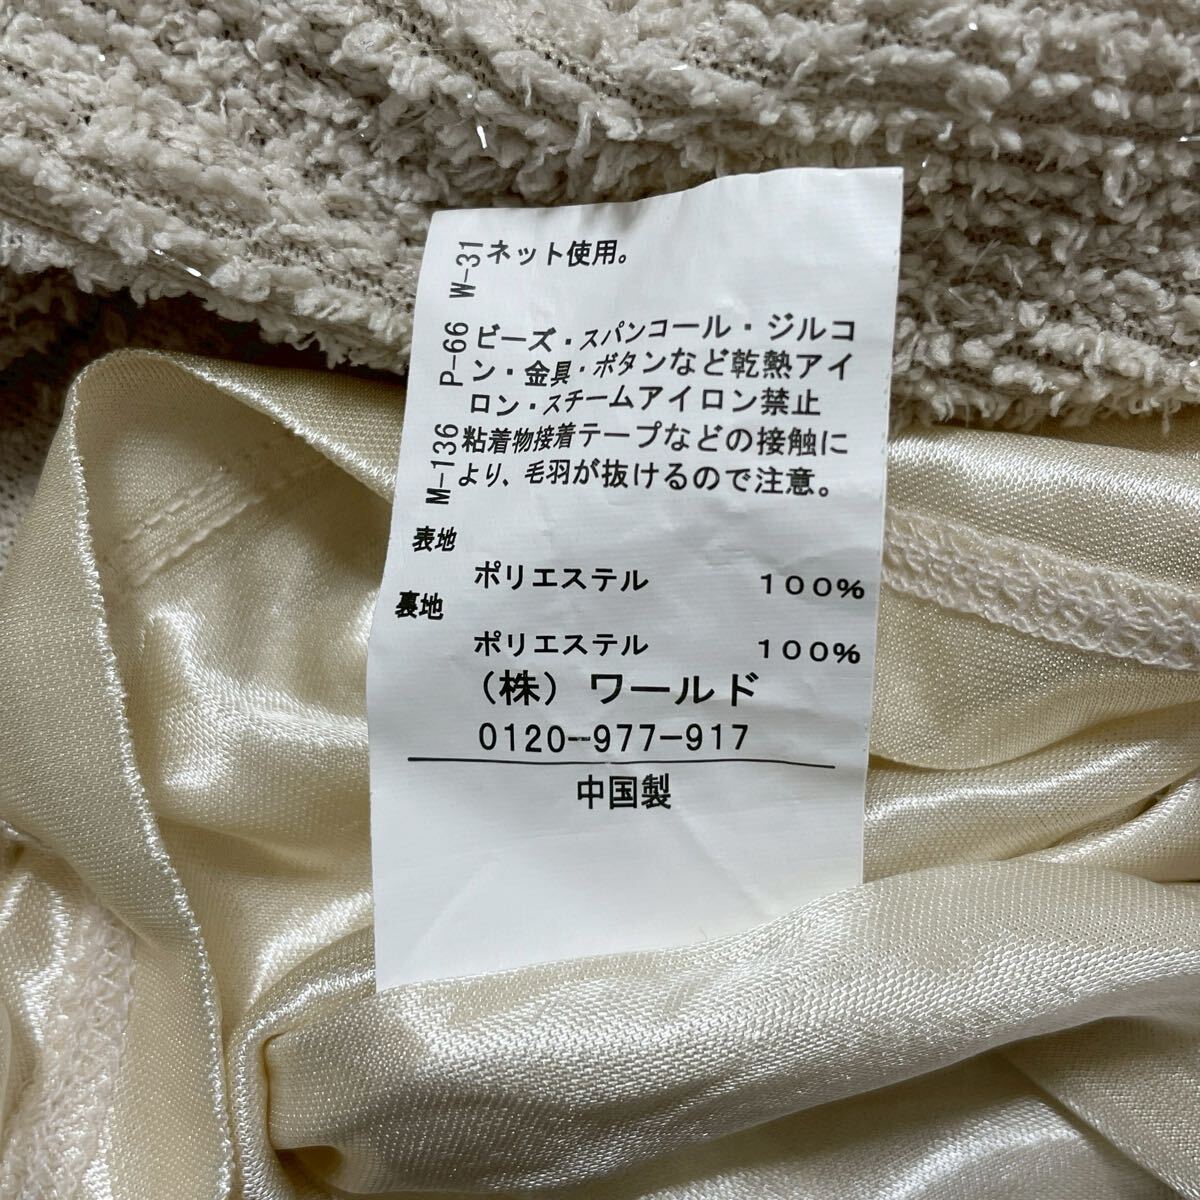 W-31 ネット使用。
P-66 ビーズ・スパンコール・ジルコ
ン・金具・ボタンなど乾熱アイ
ロン・スチームアイロン禁止
M-136 粘着物接着テープなどの接触に
より、毛羽が抜けるので注意。
表地
ポリエステル １００%
裏地
ポリエステル １００%
（株）ワールド
0120-977-917
中国製